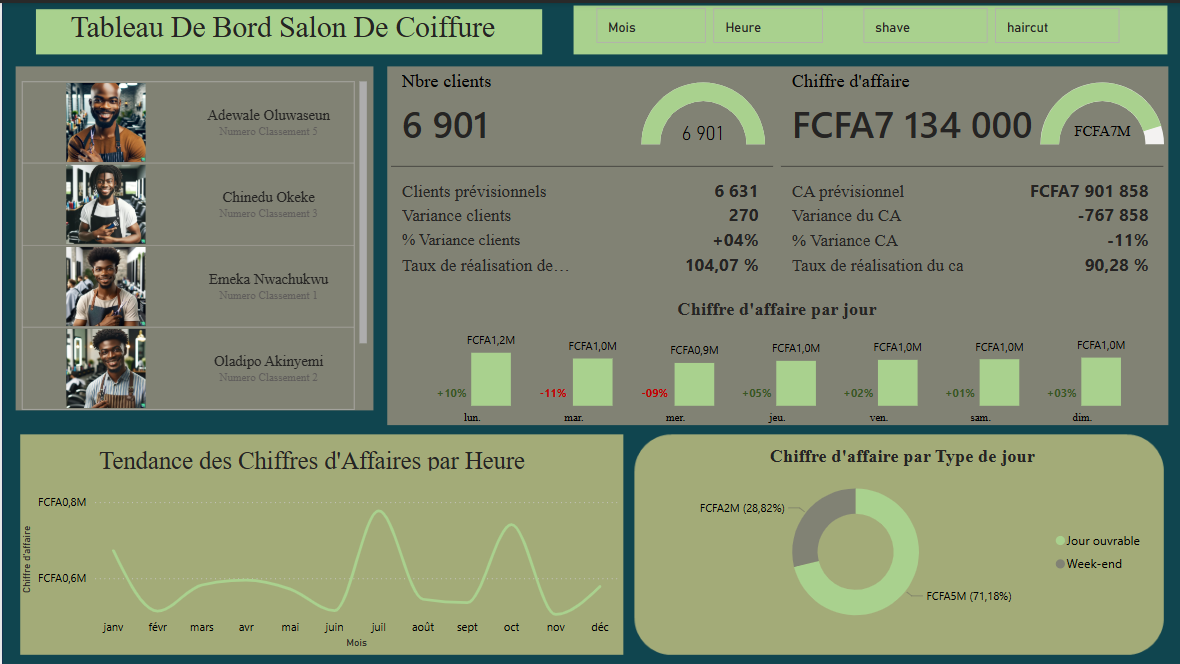 Tableau De Bord Salon De Coiffure
Mois
Heure
shave
haircut
Adewale Oluwaseun
Numero Classement 5
Chinedu Okeke
Numero Classement 3
Emeka Nwachukwu
Numero Classement 1
Oladipo Akinyemi
Numero Classement 2
Nbre clients
6 901
6 901
Chiffre d'affaire
FCFA7 134 000
FCFA7M
Clients prévisionnels 6 631
Variance clients 270
% Variance clients +04%
Taux de réalisation de… 104,07 %
CA prévisionnel FCFA7 901 858
Variance du CA -767 858
% Variance CA -11%
Taux de réalisation du ca 90,28 %
Chiffre d'affaire par jour
FCFA1,2M FCFA1,0M FCFA0,9M FCFA1,0M FCFA1,0M FCFA1,0M FCFA1,0M
+10% -11% -09% +05% +02% +01% +03%
lun. mar. mer. jeu. ven. sam. dim.
Tendance des Chiffres d'Affaires par Heure
Chiffre d'affaire
FCFA0,8M
FCFA0,6M
janv févr mars avr mai juin juil août sept oct nov déc
Mois
Chiffre d'affaire par Type de jour
FCFA2M (28,82%)
FCFA5M (71,18%)
Jour ouvrable
Week-end